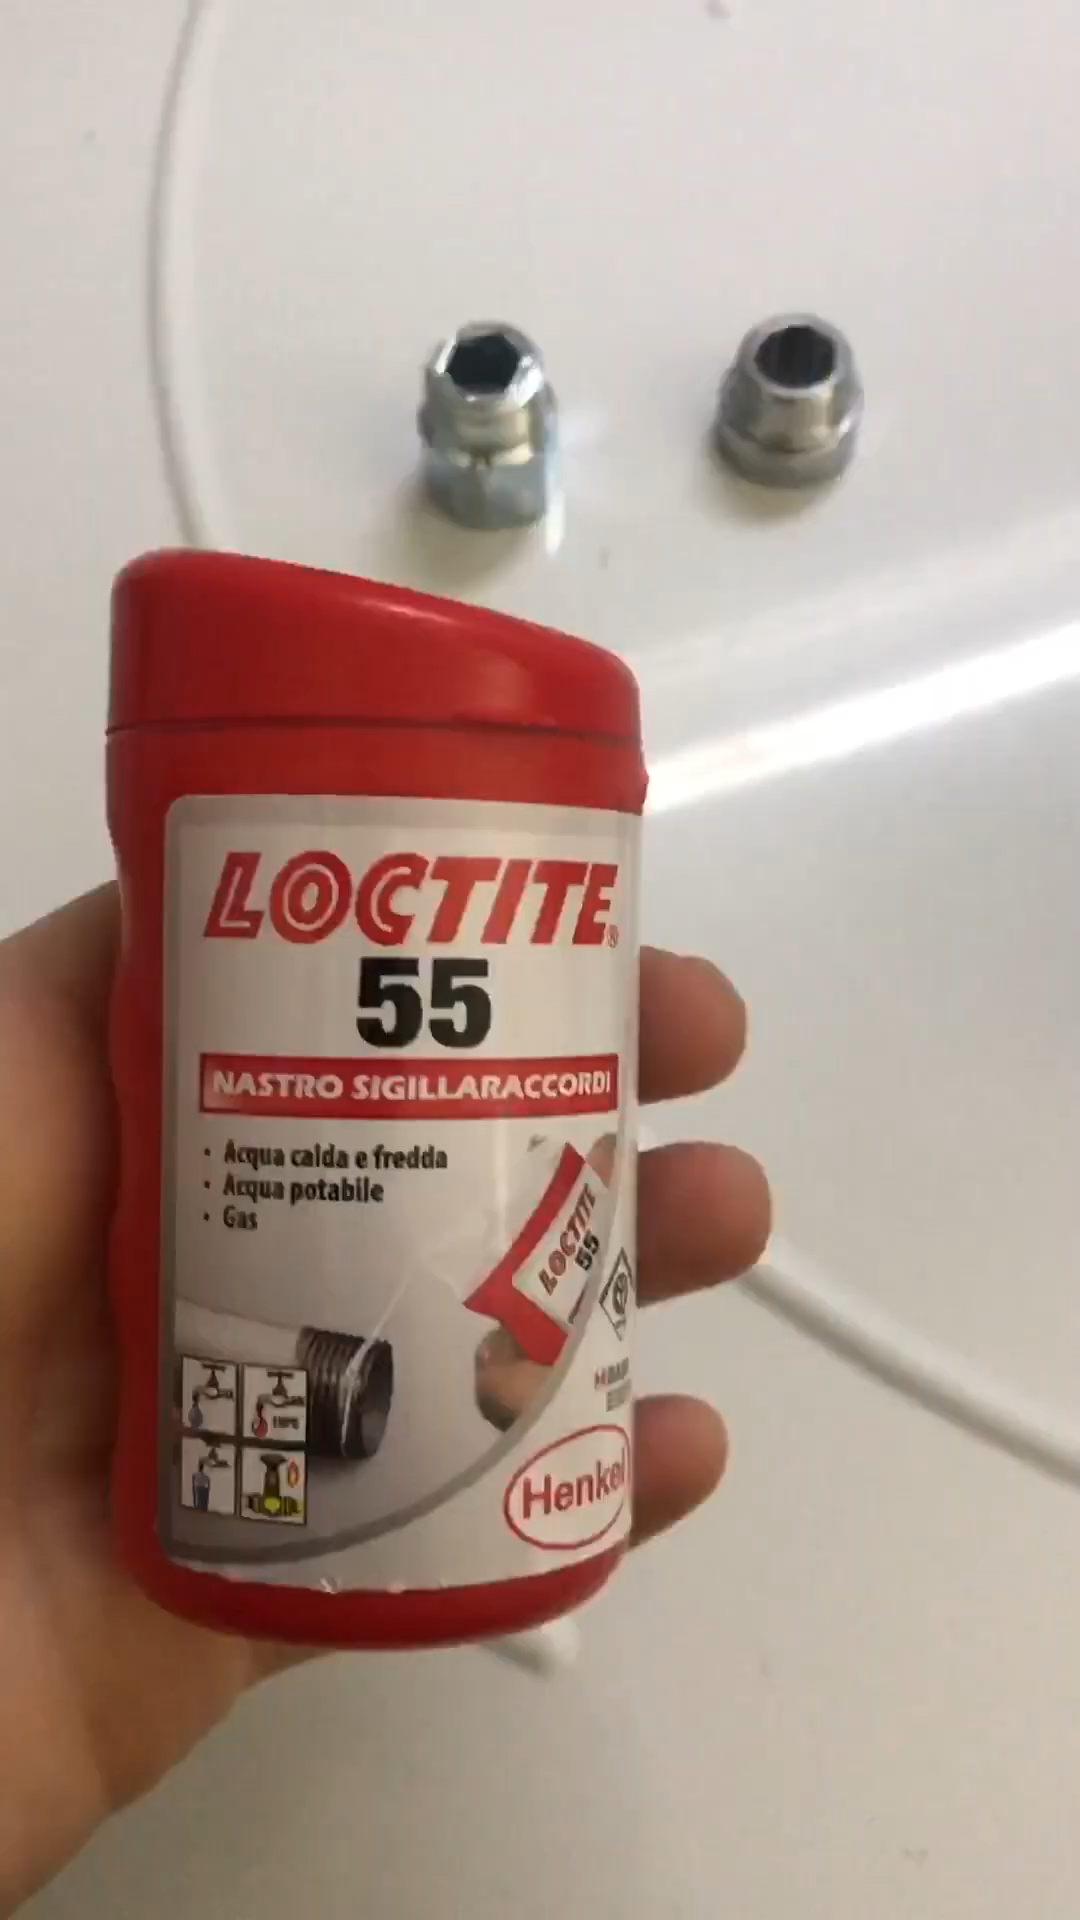 LOCTITE®
55
NASTRO SIGILLARACCORDI
• Acqua calda e fredda
• Acqua potabile
• Gas
LOCTITE
55
Henkel